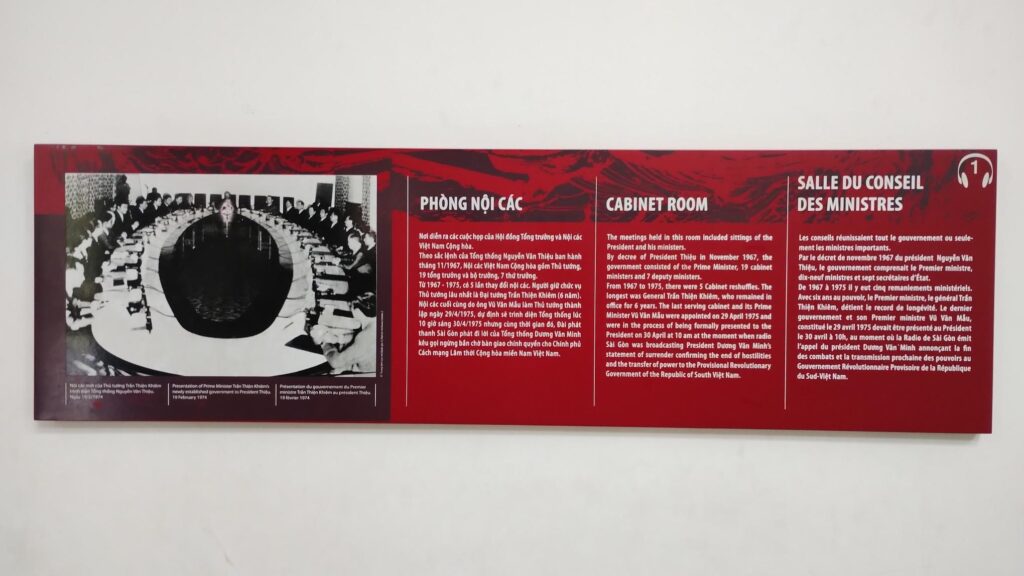 PHÒNG NỘI CÁC
Nơi diễn ra các cuộc họp của Hội đồng Tổng trưởng và Nội các
Việt Nam Cộng hòa.
Theo sắc lệnh của Tổng thống Nguyễn Văn Thiệu ban hành
tháng 11/1967, Nội các Việt Nam Cộng hòa gồm Thủ tướng,
19 tổng trưởng và bộ trưởng, 7 thứ trưởng.
Từ 1967 - 1975, có 5 lần thay đổi nội các. Người giữ chức vụ
Thủ tướng lâu nhất là Đại tướng Trần Thiện Khiêm (6 năm).
Nội các cuối cùng do ông Vũ Văn Mẫu làm Thủ tướng thành
lập ngày 29/4/1975, dự định sẽ trình diện Tổng thống lúc
10 giờ sáng 30/4/1975 nhưng cùng thời gian đó, Đài phát
thanh Sài Gòn phát đi lời của Tổng thống Dương Văn Minh
kêu gọi ngừng bắn chờ bàn giao chính quyền cho Chính phủ
Cách mạng Lâm thời Cộng hòa miền Nam Việt Nam.
CABINET ROOM
The meetings held in this room included sittings of the
President and his ministers.
By decree of President Thiệu in November 1967, the
government consisted of the Prime Minister, 19 cabinet
ministers and 7 deputy ministers.
From 1967 to 1975, there were 5 Cabinet reshuffles. The
longest was General Trần Thiện Khiêm, who remained in
office for 6 years. The last serving cabinet and its Prime
Minister Vũ Văn Mẫu were appointed on 29 April 1975 and
were in the process of being formally presented to the
President on 30 April at 10 am at the moment when radio
Sài Gòn was broadcasting President Dương Văn Minh's
statement of surrender confirming the end of hostilities
and the transfer of power to the Provisional Revolutionary
Government of the Republic of South Việt Nam.
SALLE DU CONSEIL
DES MINISTRES
1
Les conseils réunissaient tout le gouvernement ou seule-
ment les ministres importants.
Par le décret de novembre 1967 du président Nguyễn Văn
Thiệu, le gouvernement comprenait le Premier ministre,
dix-neuf ministres et sept secrétaires d'État.
De 1967 à 1975 il y eut cinq remaniements ministériels.
Avec six ans au pouvoir, le Premier ministre, le général Trần
Thiện Khiêm, détient le record de longévité. Le dernier
gouvernement et son Premier ministre Vũ Văn Mẫu,
constitué le 29 avril 1975 devait être présenté au Président
le 30 avril à 10h, au moment où la Radio de Sài Gòn émit
l'appel du président Dương Văn Minh annonçant la fin
des combats et la transmission prochaine des pouvoirs au
Gouvernement Révolutionnaire Provisoire de la République
du Sud-Việt Nam.
Nội các mới của Thủ tướng Trần Thiện Khiêm
trình diện Tổng thống Nguyễn Văn Thiệu.
Presentation of Prime Minister Trần Thiện Khiêm's
newly established government to President Thiệu.
19 February 1974
Présentation du gouvernement du Premier
ministre Trần Thiện Khiêm au président Thiệu.
19 février 1974